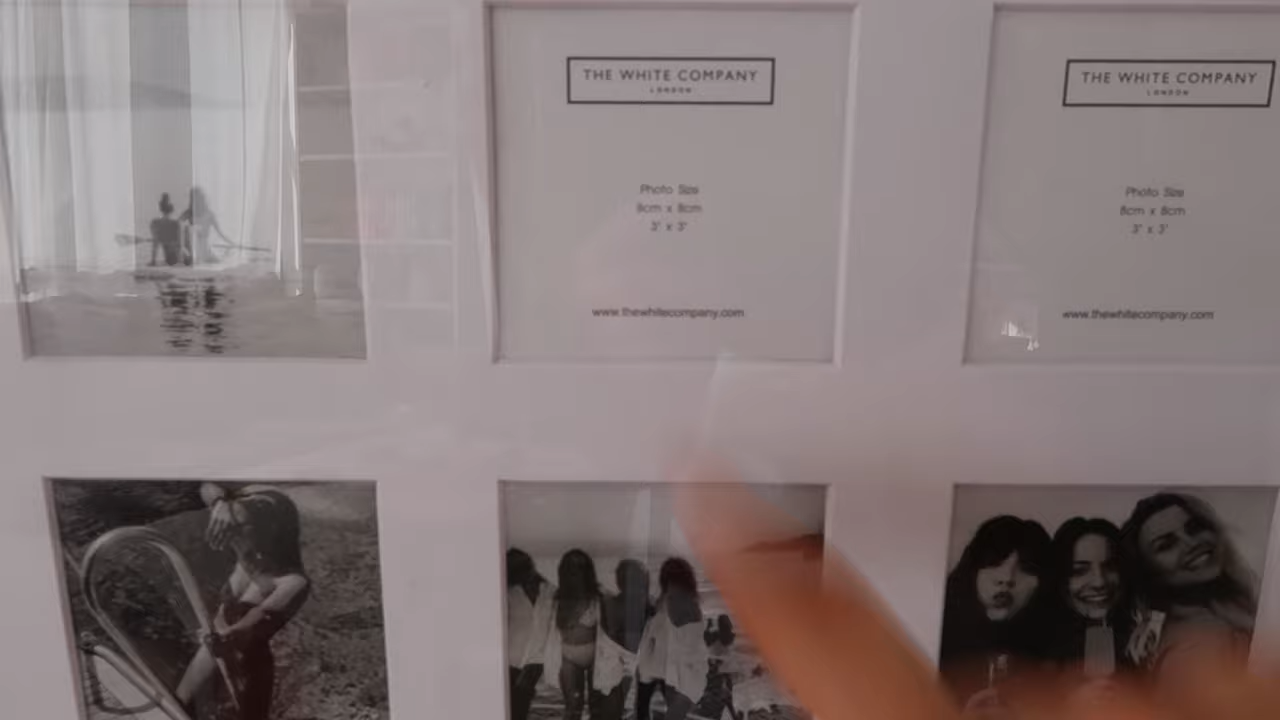 THE WHITE COMPANY
LONDON
Photo Size
8cm x 8cm
3" x 3"
www.thewhitecompany.com
THE WHITE COMPANY
LONDON
Photo Size
8cm x 8cm
3" x 3"
www.thewhitecompany.com